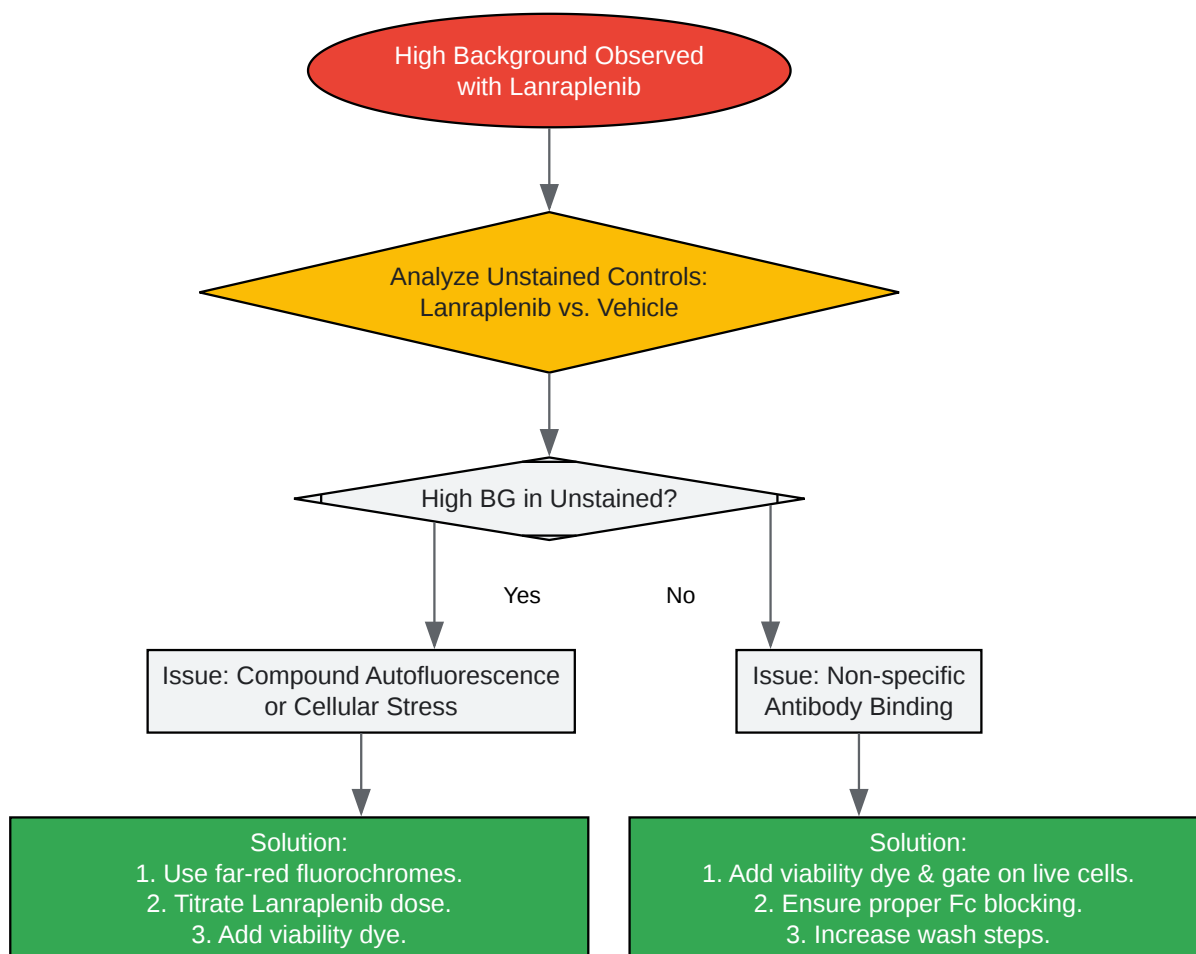 High Background Observed
with Lanraplenib
Analyze Unstained Controls:
Lanraplenib vs. Vehicle
High BG in Unstained?
Yes
No
Issue: Compound Autofluorescence
or Cellular Stress
Issue: Non-specific
Antibody Binding
Solution:
1. Use far-red fluorochromes.
2. Titrate Lanraplenib dose.
3. Add viability dye.
Solution:
1. Add viability dye & gate on live cells.
2. Ensure proper Fc blocking.
3. Increase wash steps.